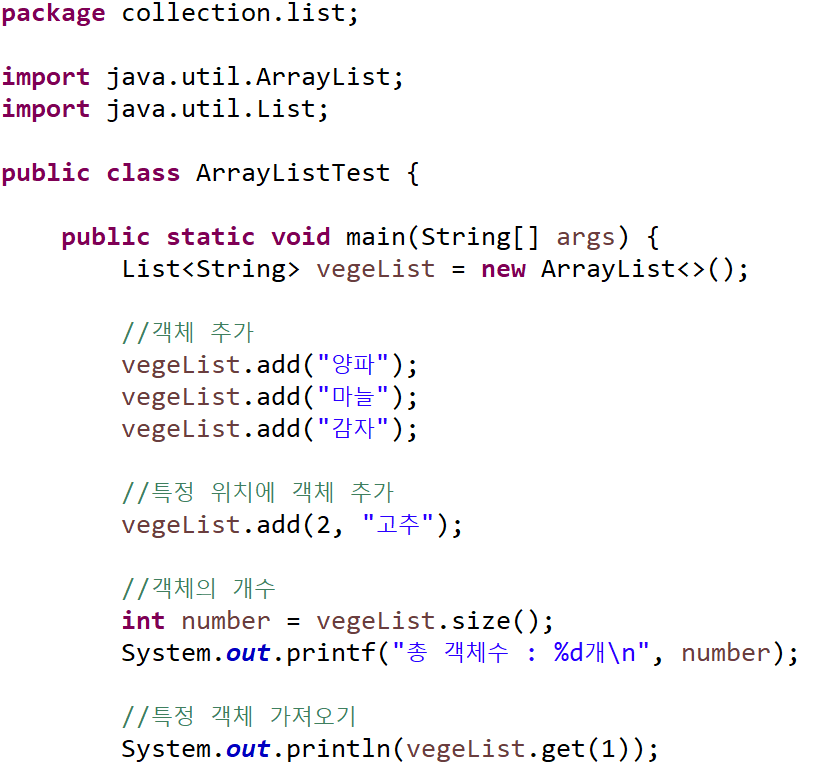 package collection.list;
import java.util.ArrayList;
import java.util.List;
public class ArrayListTest {
public static void main(String[] args) {
List<String> vegeList = new ArrayList<>();
//객체 추가
vegeList.add("양파");
vegeList.add("마늘");
vegeList.add("감자");
//특정 위치에 객체 추가
vegeList.add(2, "고추");
//객체의 개수
int number = vegeList.size();
System.out.printf("총 객체수 : %d개\n", number);
//특정 객체 가져오기
System.out.println(vegeList.get(1));